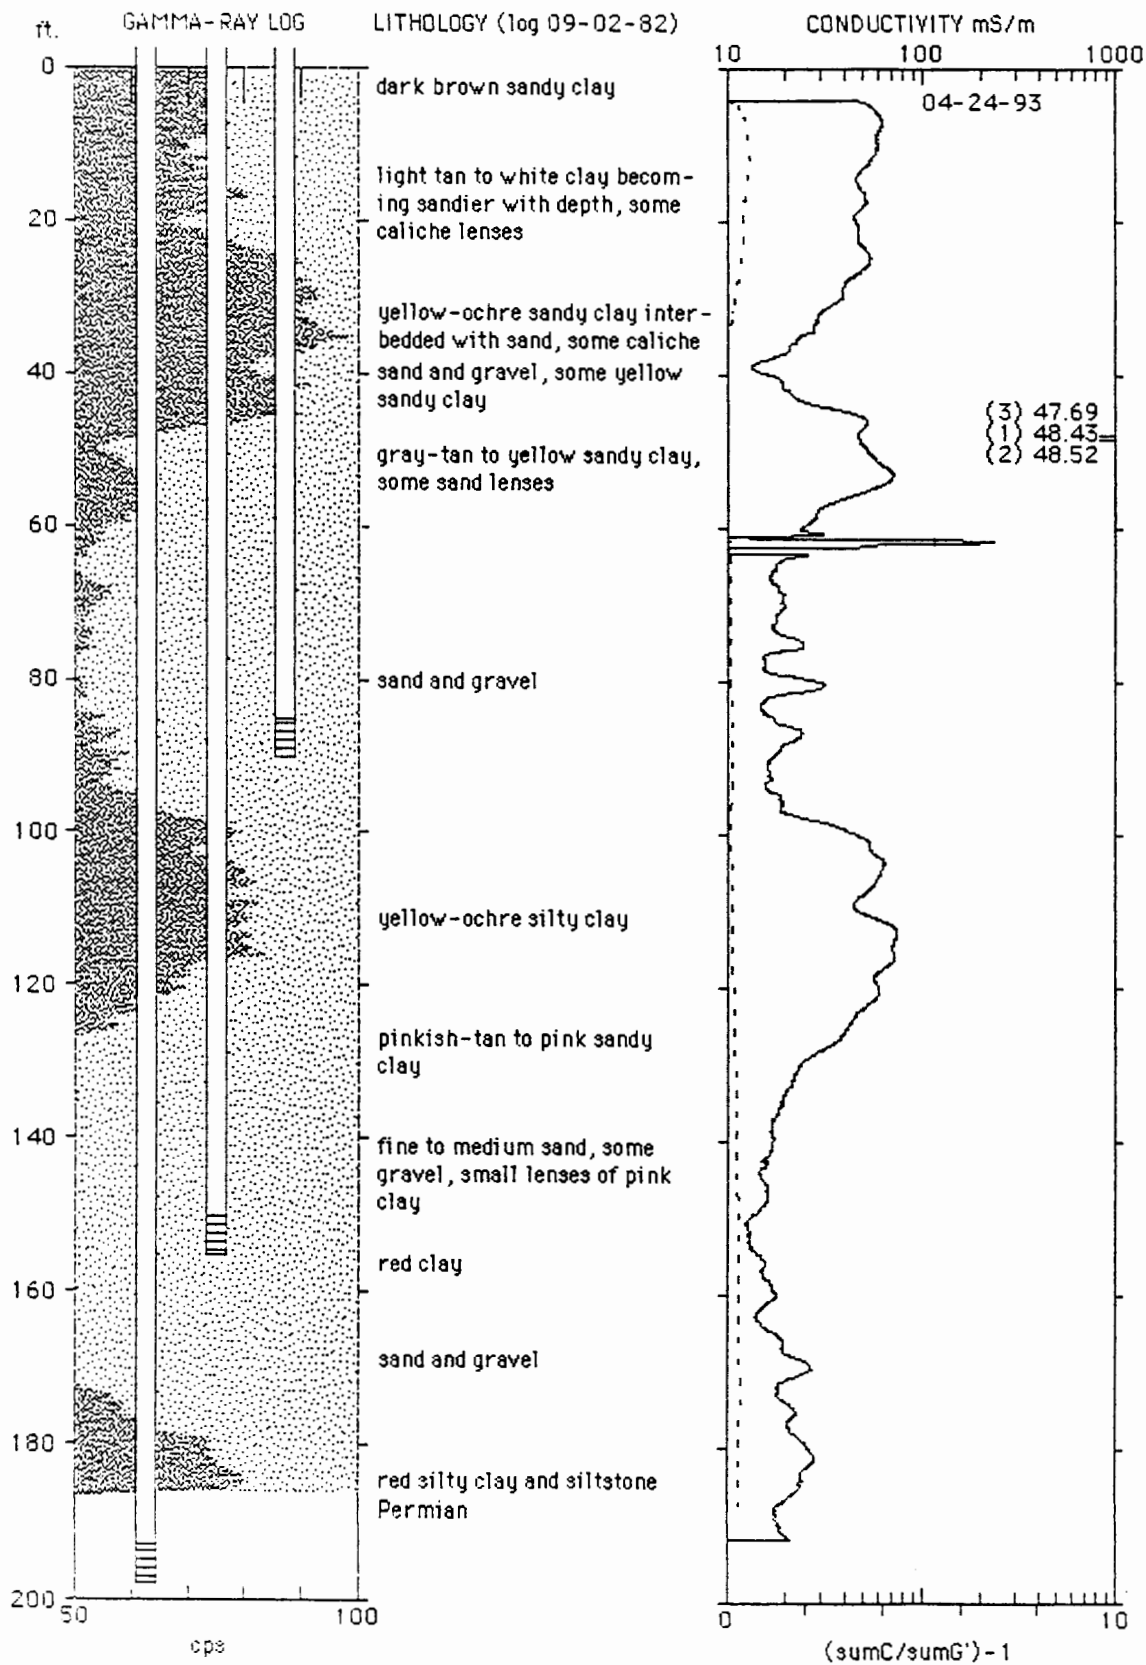 GAMMA-RAY LOG
LITHOLOGY (log 09-02-82)
CONDUCTIVITY mS/m
ft.
10 100 1000
0
04-24-93
dark brown sandy clay
light tan to white clay becom-
ing sandier with depth, some
caliche lenses
20
yellow-ochre sandy clay inter-
bedded with sand, some caliche
40
sand and gravel, some yellow
sandy clay
(3) 47.69
(1) 48.43
(2) 48.52
gray-tan to yellow sandy clay,
some sand lenses
60
80
sand and gravel
100
yellow-ochre silty clay
120
pinkish-tan to pink sandy
clay
140
fine to medium sand, some
gravel, small lenses of pink
clay
red clay
160
sand and gravel
180
red silty clay and siltstone
Permian
200
50 100
cps
0 10
(sumC/sumG')-1